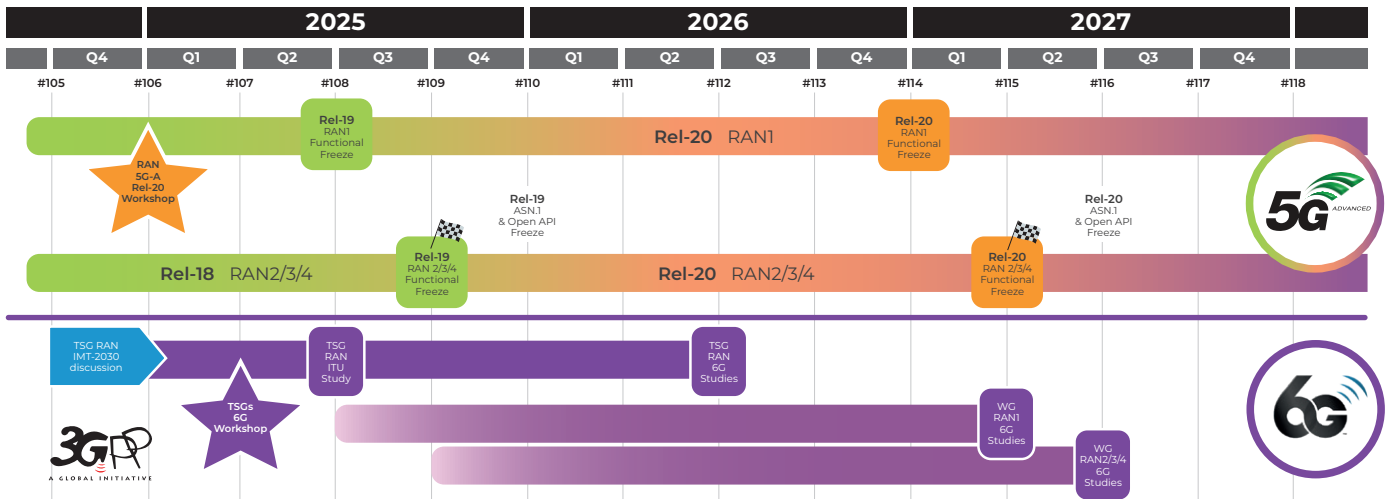 2025 2026 2027
Q4 Q1 Q2 Q3 Q4 Q1 Q2 Q3 Q4 Q1 Q2 Q3 Q4
#105 #106 #107 #108 #109 #110 #111 #112 #113 #114 #115 #116 #117 #118
Rel-19
RAN1
Functional
Freeze
Rel-20 RAN1
Rel-20
RAN1
Functional
Freeze
RAN
5G-A
Rel-20
Workshop
Rel-19
ASN.1
& Open API
Freeze
Rel-20
ASN.1
& Open API
Freeze
5G ADVANCED
Rel-18 RAN2/3/4
Rel-19
RAN 2/3/4
Functional
Freeze
Rel-20 RAN2/3/4
Rel-20
RAN 2/3/4
Functional
Freeze
TSG RAN
IMT-2030
discussion
TSG
RAN
ITU
Study
TSG
RAN
6G
Studies
TSGs
6G
Workshop
WG
RAN1
6G
Studies
WG
RAN2/3/4
6G
Studies
6G
3GPP
A GLOBAL INITIATIVE